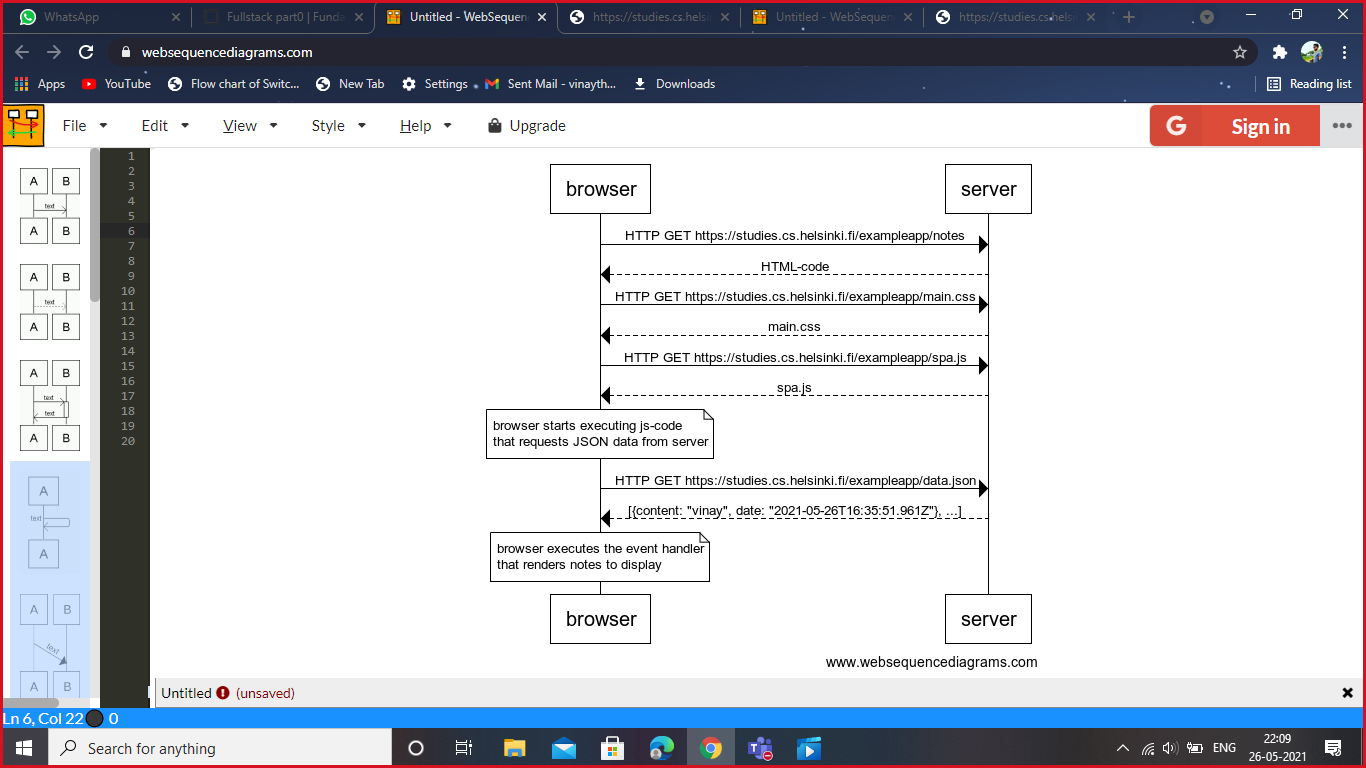 WhatsApp
Fullstack part0 | Funda
Untitled - WebSequen
https://studies.cs.helsi
Untitled - WebSequen
https://studies.cs.helsi
websequencediagrams.com
Apps
YouTube
Flow chart of Switc...
New Tab
Settings
Sent Mail - vinayth...
Downloads
Reading list
File
Edit
View
Style
Help
Upgrade
G
Sign in
A B
text
A B
A B
text
A B
A B
text
text
A B
A
text
A
A B
text
A B
1
2
3
4
5
6
7
8
9
10
11
12
13
14
15
16
17
18
19
20
browser
server
HTTP GET https://studies.cs.helsinki.fi/exampleapp/notes
HTML-code
HTTP GET https://studies.cs.helsinki.fi/exampleapp/main.css
main.css
HTTP GET https://studies.cs.helsinki.fi/exampleapp/spa.js
spa.js
browser starts executing js-code
that requests JSON data from server
HTTP GET https://studies.cs.helsinki.fi/exampleapp/data.json
[{content: "vinay", date: "2021-05-26T16:35:51.961Z"}, ...]
browser executes the event handler
that renders notes to display
browser
server
www.websequencediagrams.com
Untitled ! (unsaved)
Ln 6, Col 22 0
Search for anything
ENG
22:09
26-05-2021